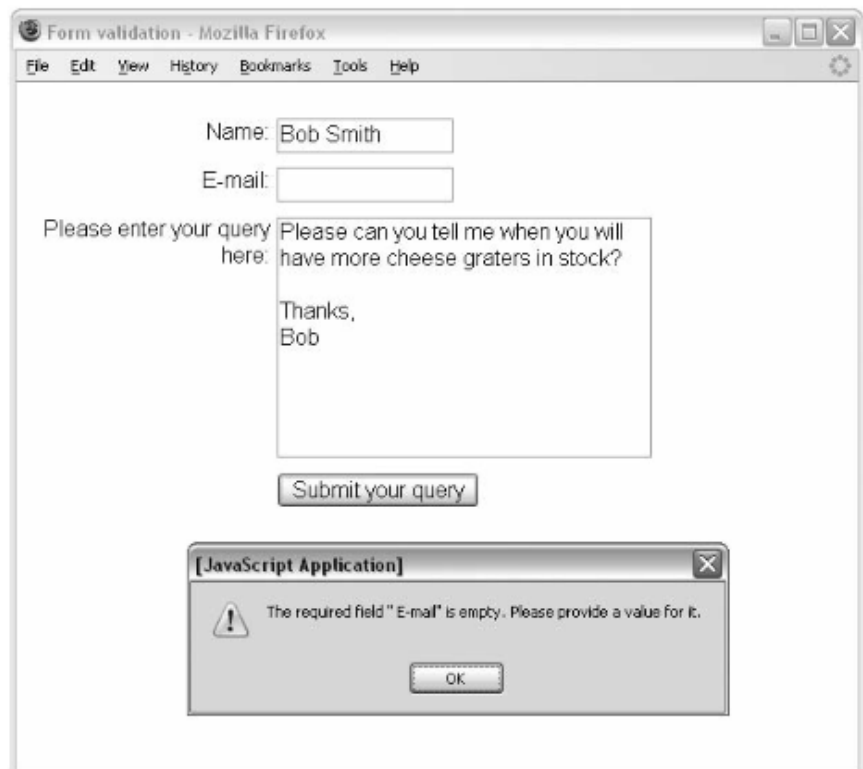 Form validation - Mozilla Firefox
File Edit View History Bookmarks Tools Help
Name: Bob Smith
E-mail:
Please enter your query here:
Please can you tell me when you will
have more cheese graters in stock?
Thanks,
Bob
Submit your query
[JavaScript Application]
The required field " E-mail" is empty. Please provide a value for it.
OK